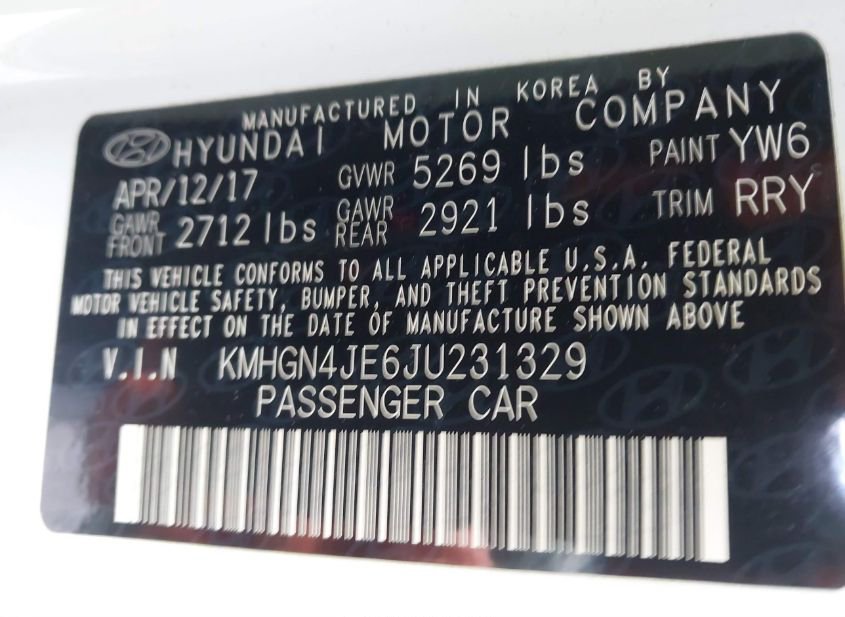 MANUFACTURED IN KOREA BY
HYUNDAI MOTOR COMPANY
APR/12/17 GVWR 5269 lbs PAINT YW6
GAWR FRONT 2712 lbs GAWR REAR 2921 lbs TRIM RRY
THIS VEHICLE CONFORMS TO ALL APPLICABLE U.S.A. FEDERAL
MOTOR VEHICLE SAFETY, BUMPER, AND THEFT PREVENTION STANDARDS
IN EFFECT ON THE DATE OF MANUFACTURE SHOWN ABOVE
V.I.N KMHGN4JE6JU231329
PASSENGER CAR